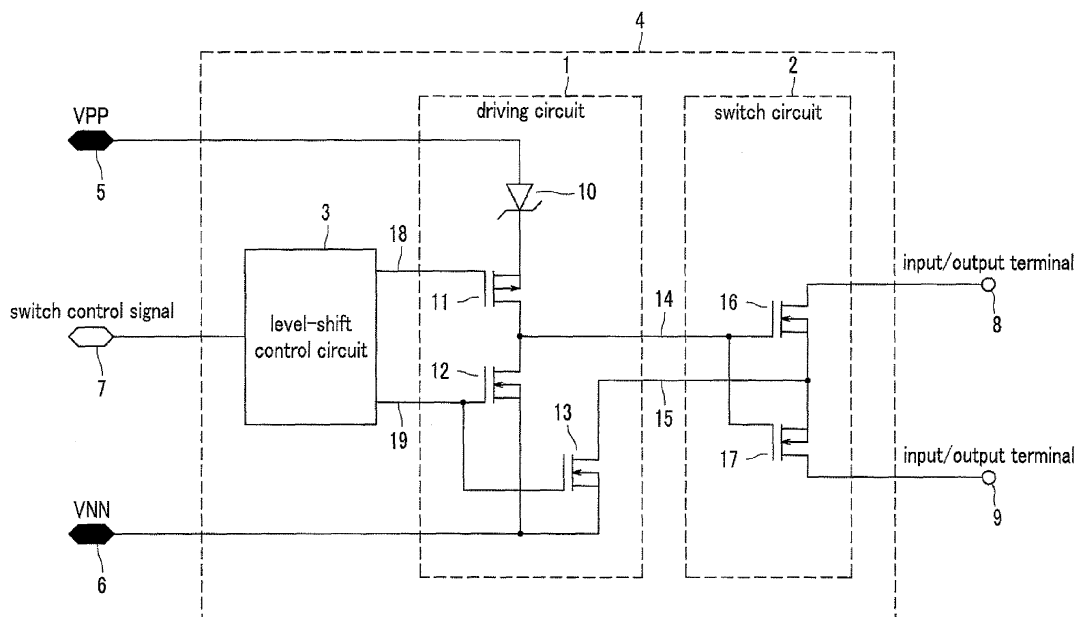 4
1
2
driving circuit
switch circuit
VPP
5
10
3
18
11
input/output terminal
16
14
8
switch control signal
7
level-shift
control circuit
12
19
13
15
17
input/output terminal
9
VNN
6